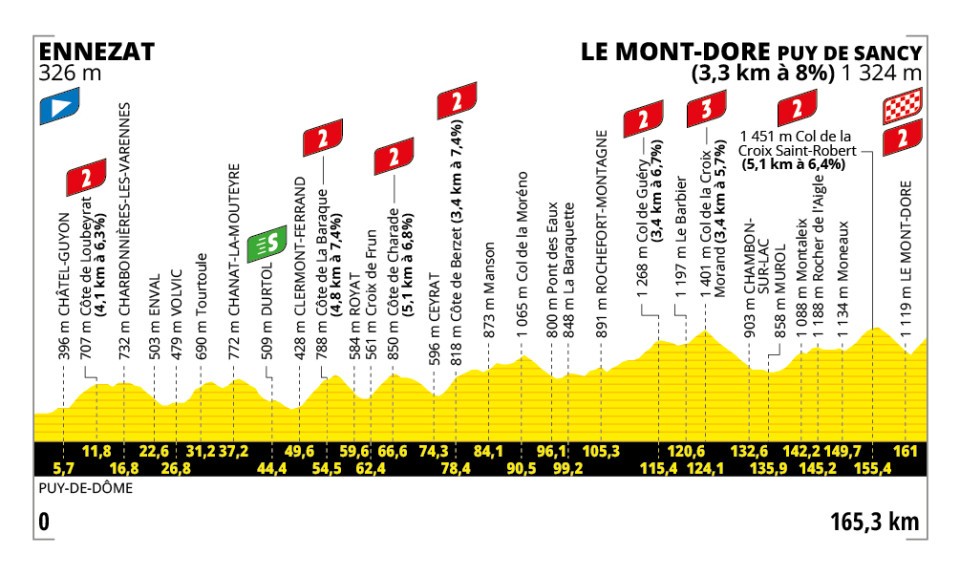 ENNEZAT
326 m
LE MONT-DORE PUY DE SANCY
(3,3 km à 8%) 1 324 m
396 m CHÂTEL-GUYON
2
707 m Côte de Loubeyrat
(4,1 km à 6,3%)
732 m CHARBONNIÈRES-LES-VARENNES
503 m ENVAL
479 m VOLVIC
690 m Tourtoule
772 m CHANAT-LA-MOUTEYRE
S
509 m DURTOL
428 m CLERMONT-FERRAND
2
788 m Côte de La Baraque
(4,8 km à 7,4%)
584 m ROYAT
561 m Croix de Frun
2
850 m Côte de Charade
(5,1 km à 6,8%)
596 m CEYRAT
2
818 m Côte de Berzet (3,4 km à 7,4%)
873 m Manson
1 065 m Col de la Moréno
800 m Pont des Eaux
848 m La Baraquette
891 m ROCHEFORT-MONTAGNE
2
1 268 m Col de Guéry
(3,4 km à 6,7%)
1 197 m Le Barbier
3
1 401 m Col de la Croix
Morand (3,4 km à 5,7%)
903 m CHAMBON-
SUR-LAC
858 m MUROL
1 088 m Montaleix
1 188 m Rocher de l'Aigle
1 134 m Moneaux
2
1 451 m Col de la
Croix Saint-Robert
(5,1 km à 6,4%)
2
1 119 m LE MONT-DORE
11,8 22,6 31,2 37,2 49,6 59,6 66,6 74,3 84,1 96,1 105,3 120,6 132,6 142,2 149,7 161
5,7 16,8 26,8 44,4 54,5 62,4 78,4 90,5 99,2 115,4 124,1 135,9 145,2 155,4
PUY-DE-DÔME
0
165,3 km